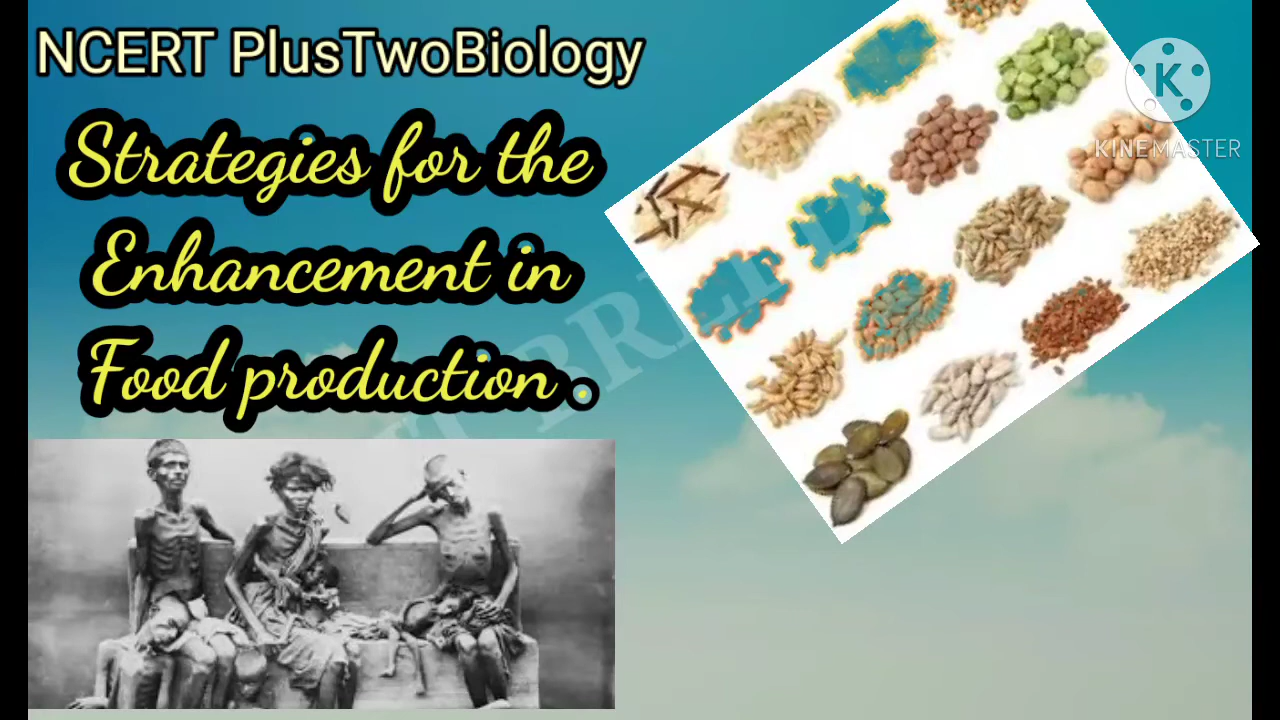 NCERT PlusTwoBiology
Strategies for the
Enhancement in
Food production .
K
KINEMASTER